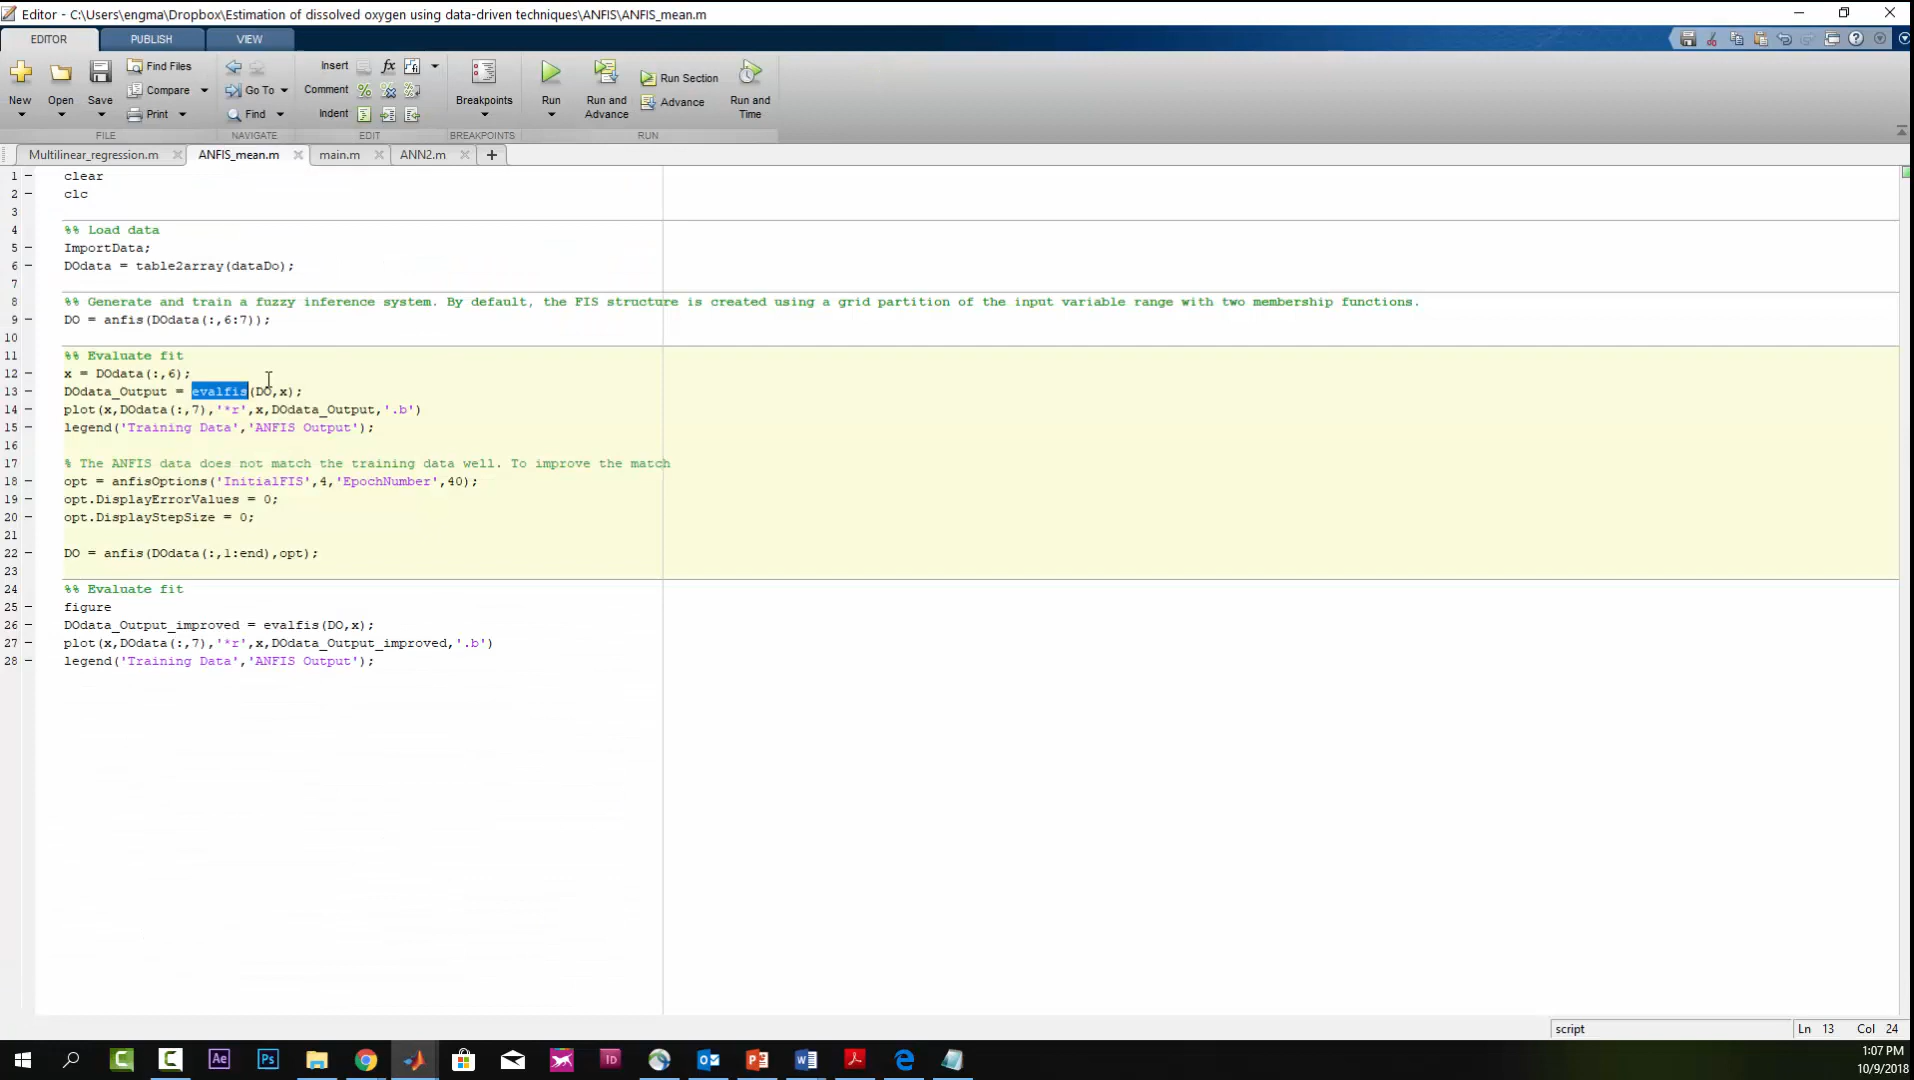 Editor - C:\Users\engma\Dropbox\Estimation of dissolved oxygen using data-driven techniques\ANFIS\ANFIS_mean.m
EDITOR PUBLISH VIEW
New
Open
Save
Find Files
Compare
Print
FILE
Go To
Find
NAVIGATE
Insert
Comment
Indent
EDIT
Breakpoints
BREAKPOINTS
Run
Run and Advance
Run Section
Advance
Run and Time
RUN
Multilinear_regression.m ANFIS_mean.m main.m ANN2.m
1 clear
2 clc
3
4 %% Load data
5 ImportData;
6 DOdata = table2array(dataDo);
7
8 %% Generate and train a fuzzy inference system. By default, the FIS structure is created using a grid partition of the input variable range with two membership functions.
9 DO = anfis(DOdata(:,6:7));
10
11 %% Evaluate fit
12 x = DOdata(:,6);
13 DOdata_Output = evalfis(DO,x);
14 plot(x,DOdata(:,7),'*r',x,DOdata_Output,'.b')
15 legend('Training Data','ANFIS Output');
16
17 % The ANFIS data does not match the training data well. To improve the match
18 opt = anfisOptions('InitialFIS',4,'EpochNumber',40);
19 opt.DisplayErrorValues = 0;
20 opt.DisplayStepSize = 0;
21
22 DO = anfis(DOdata(:,1:end),opt);
23
24 %% Evaluate fit
25 figure
26 DOdata_Output_improved = evalfis(DO,x);
27 plot(x,DOdata(:,7),'*r',x,DOdata_Output_improved,'.b')
28 legend('Training Data','ANFIS Output');
script Ln 13 Col 24
1:07 PM
10/9/2018